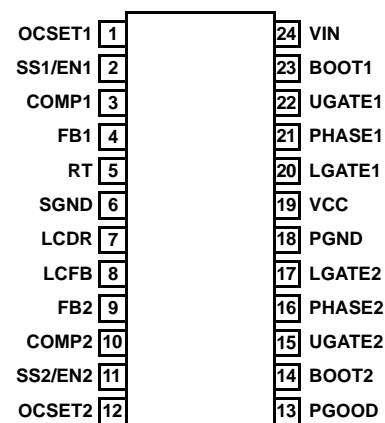 OCSET1 1 24 VIN
SS1/EN1 2 23 BOOT1
COMP1 3 22 UGATE1
FB1 4 21 PHASE1
RT 5 20 LGATE1
SGND 6 19 VCC
LCDR 7 18 PGND
LCFB 8 17 LGATE2
FB2 9 16 PHASE2
COMP2 10 15 UGATE2
SS2/EN2 11 14 BOOT2
OCSET2 12 13 PGOOD